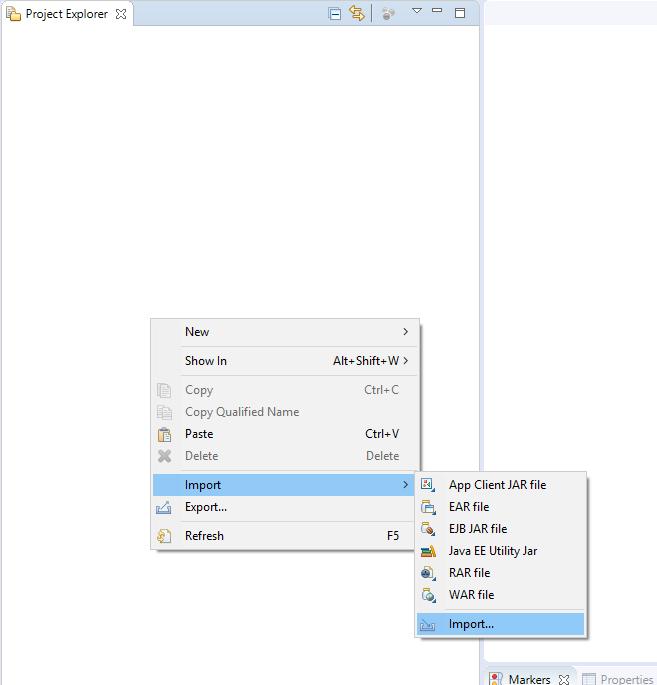 Project Explorer
New
Show In Alt+Shift+W
Copy Ctrl+C
Copy Qualified Name
Paste Ctrl+V
Delete Delete
Import
Export...
Refresh F5
App Client JAR file
EAR file
EJB JAR file
Java EE Utility Jar
RAR file
WAR file
Import...
Markers Properties